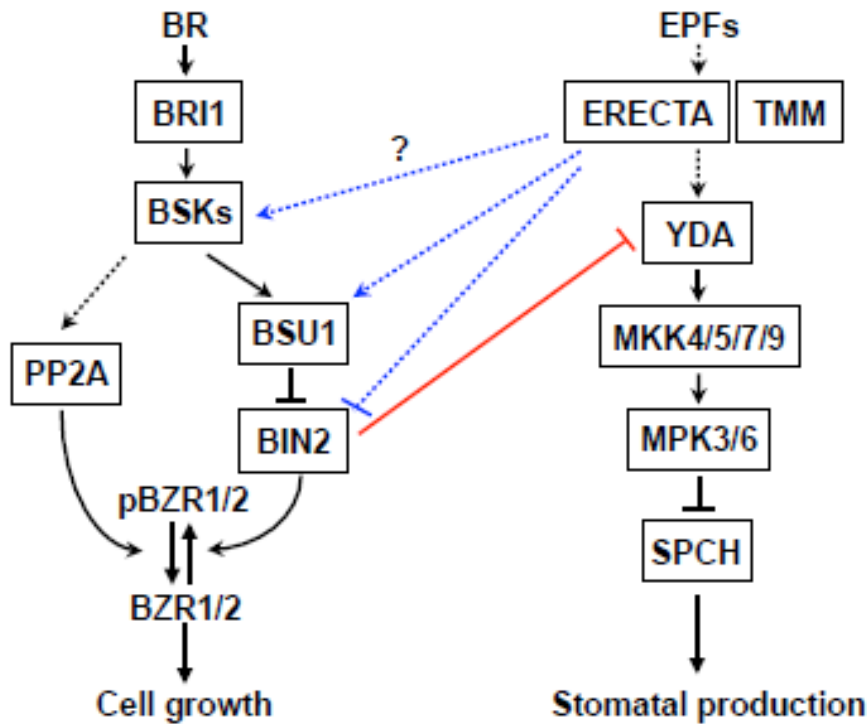 BR
EPFs
BRI1
ERECTA
TMM
?
BSKs
YDA
BSU1
MKK4/5/7/9
PP2A
BIN2
MPK3/6
pBZR1/2
SPCH
BZR1/2
Cell growth
Stomatal production